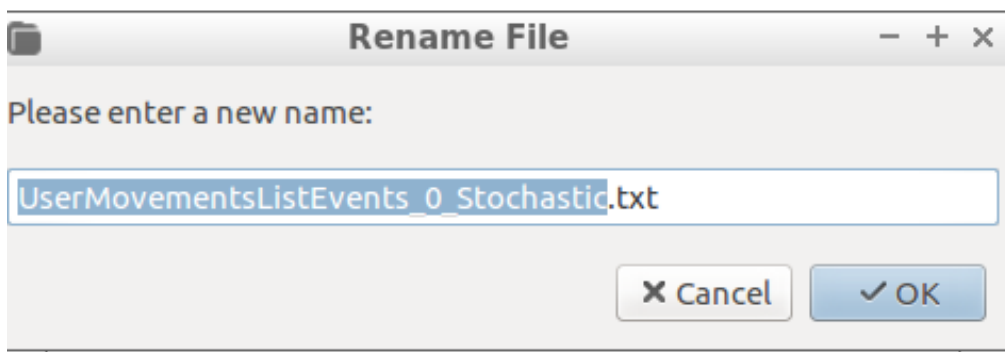 Rename File
Please enter a new name:
UserMovementsListEvents_0_Stochastic.txt
Cancel
OK